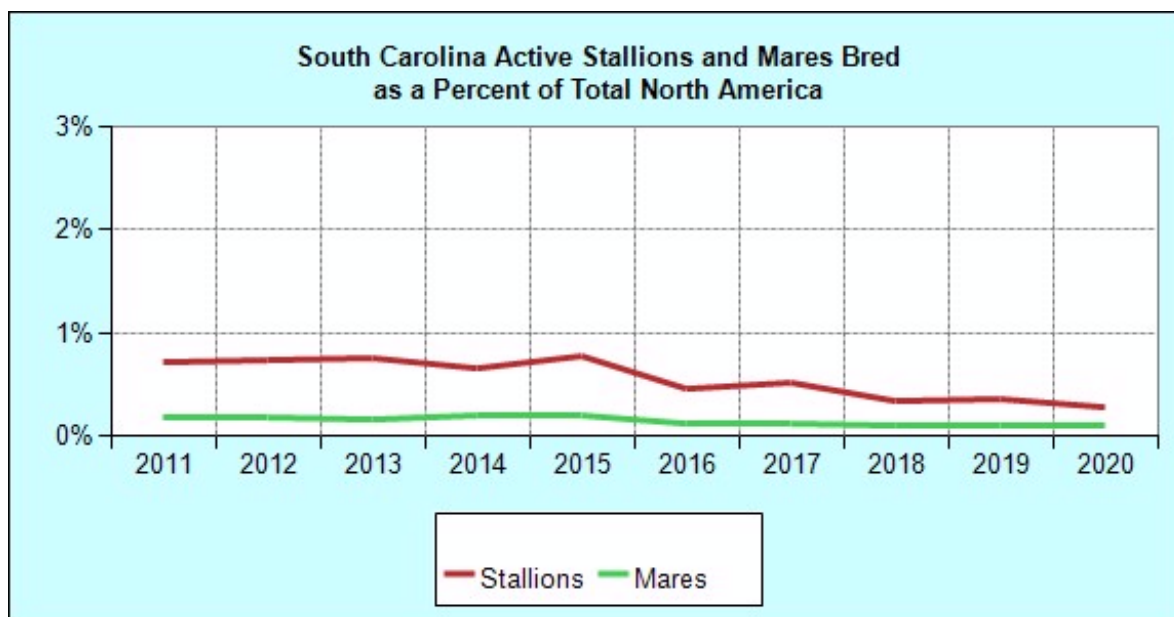 South Carolina Active Stallions and Mares Bred
as a Percent of Total North America
3%
2%
1%
0%
2011 2012 2013 2014 2015 2016 2017 2018 2019 2020
Stallions Mares